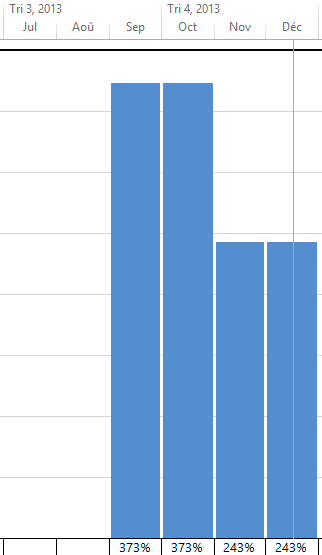 Tri 3, 2013 Tri 4, 2013
Jul Aoû Sep Oct Nov Déc
373% 373% 243% 243%